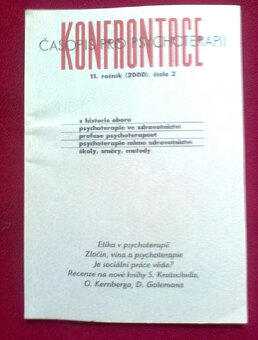 KONFRONTACE
ČASOPIS PRO PSYCHOTERAPII
11. ročník (2000), číslo 2
z historie oboru
psychoterapie ve zdravotnictví
profese psychoterapeut
psychoterapie mimo zdravotnictví
školy, směry, metody
Etika v psychoterapii
Zločin, vina a psychoterapie
Je sociální práce věda?
Recenze na nové knihy S. Kratochvíla,
O. Kernberga, D. Golemana